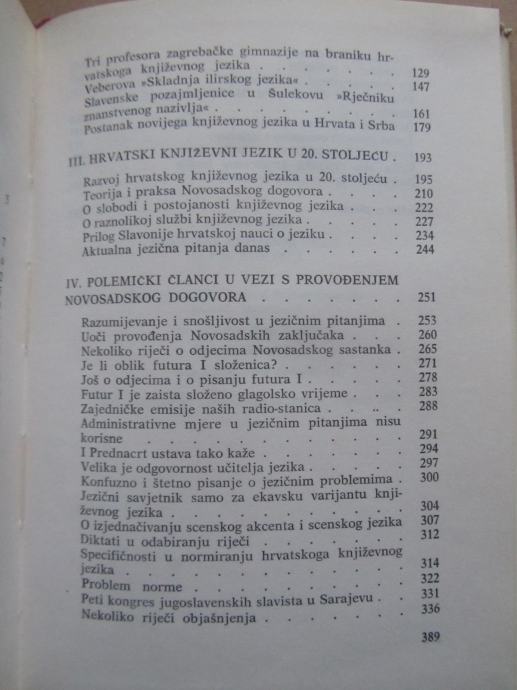 Tri profesora zagrebačke gimnazije na braniku hr-
vatskoga književnog jezika . . . . . . . 129
Veberova »Skladnja ilirskog jezika« . . . . . 147
Slavenske pozajmljenice u Šulekovu »Rječniku
znanstvenog nazivlja« . . . . . . . . 161
Postanak novijega književnog jezika u Hrvata i Srba 179
III. HRVATSKI KNJIŽEVNI JEZIK U 20. STOLJEĆU . 193
Razvoj hrvatskog književnog jezika u 20. stoljeću . 195
Teorija i praksa Novosadskog dogovora . . . . 210
O slobodi i postojanosti književnog jezika . . . 222
O raznolikoj službi književnog jezika . . . . 227
Prilog Slavonije hrvatskoj nauci o jeziku . . . 234
Aktualna jezična pitanja danas . . . . . 244
IV. POLEMIČKI ČLANCI U VEZI S PROVOĐENJEM
NOVOSADSKOG DOGOVORA . . . . . . . 251
Razumijevanje i snošljivost u jezičnim pitanjima . 253
Uoči provođenja Novosadskih zaključaka . . . 260
Nekoliko riječi o odjecima Novosadskog sastanka . 265
Je li oblik futura I složenica? . . . . . . 271
Još o odjecima i o pisanju futura I . . . . . 278
Futur I je zaista složeno glagolsko vrijeme . . . 283
Zajedničke emisije naših radio-stanica . . . . 288
Administrativne mjere u jezičnim pitanjima nisu
korisne . . . . . . . . . . . 291
I Prednacrt ustava tako kaže . . . . . . 294
Velika je odgovornost učitelja jezika . . . . . 297
Konfuzno i štetno pisanje o jezičnim problemima . 300
Jezični savjetnik samo za ekavsku varijantu knji-
ževnog jezika . . . . . . . . . . 304
O izjednačivanju scenskog akcenta i scenskog jezika 307
Diktati u odabiranju riječi . . . . . . . 312
Specifičnosti u normiranju hrvatskoga književnog
jezika . . . . . . . . . . . . 314
Problem norme . . . . . . . . . . 322
Peti kongres jugoslavenskih slavista u Sarajevu . . 331
Nekoliko riječi objašnjenja . . . . . . . 336
389